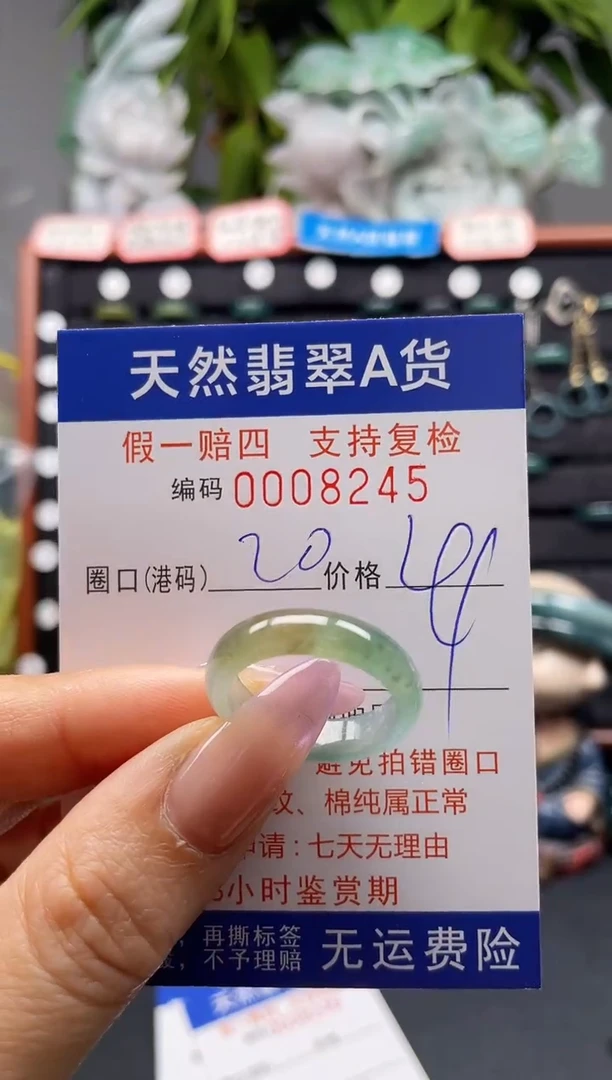 天然翡翠A货
假一赔四 支持复检
编码 0008245
圈口(港码) 20 价格
避免拍错圈口
纹、棉纯属正常
申请:七天无理由
小时鉴赏期
再撕标签
不予理赔
无运费险